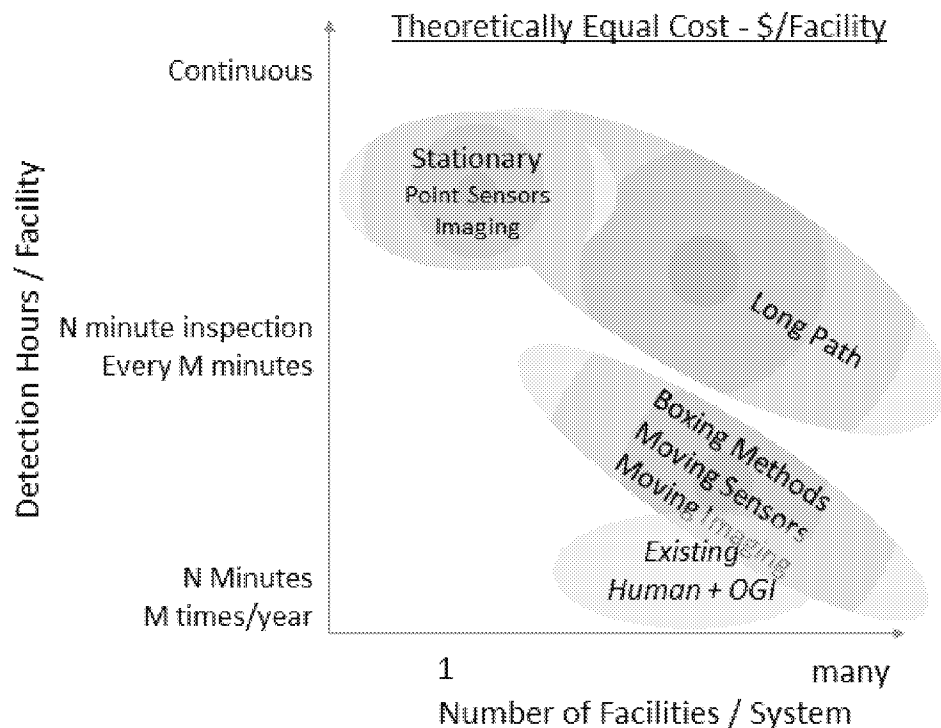 Theoretically Equal Cost - $/Facility
Continuous
Detection Hours / Facility
Stationary
Point Sensors
Imaging
Long Path
N minute inspection
Every M minutes
Boxing Methods
Moving Sensors
Moving Imaging
Existing
Human + OGI
N Minutes
M times/year
1
many
Number of Facilities / System